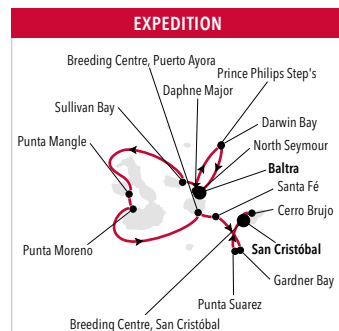 EXPEDITION
Breeding Centre, Puerto Ayora
Prince Philips Step's
Daphne Major
Sullivan Bay
Darwin Bay
North Seymour
Punta Mangle
Baltra
Santa Fé
Cerro Brujo
Punta Moreno
San Cristóbal
Gardner Bay
Punta Suarez
Breeding Centre, San Cristóbal